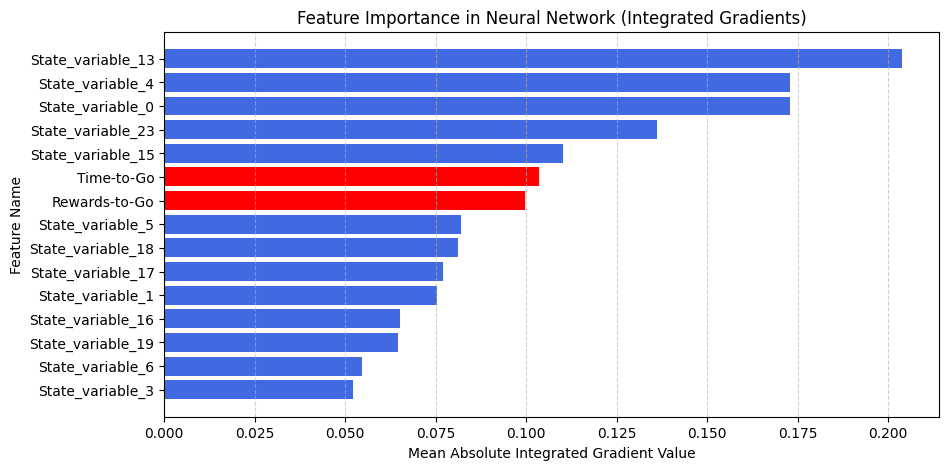 Feature Importance in Neural Network (Integrated Gradients)
Feature Name
State_variable_13
State_variable_4
State_variable_0
State_variable_23
State_variable_15
Time-to-Go
Rewards-to-Go
State_variable_5
State_variable_18
State_variable_17
State_variable_1
State_variable_16
State_variable_19
State_variable_6
State_variable_3
0.000 0.025 0.050 0.075 0.100 0.125 0.150 0.175 0.200
Mean Absolute Integrated Gradient Value